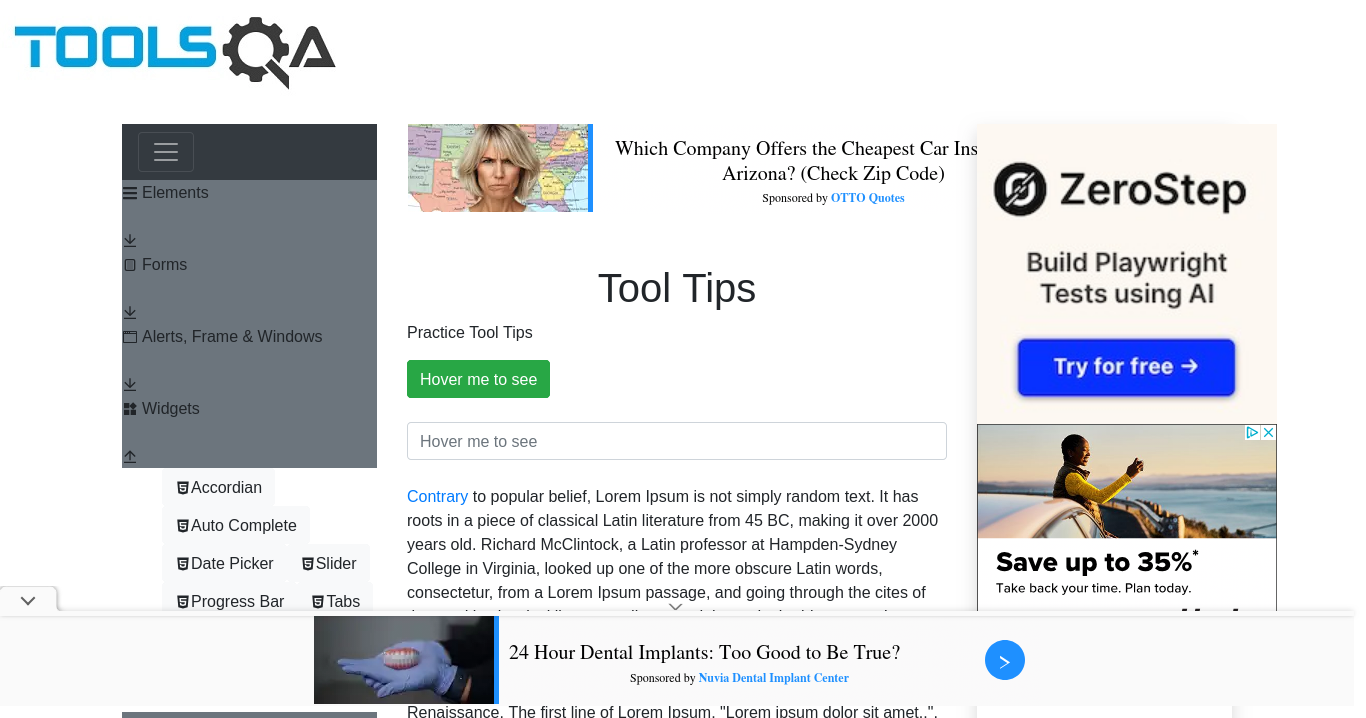 TOOLSQA
Elements
Forms
Alerts, Frame & Windows
Widgets
Accordian
Auto Complete
Date Picker
Slider
Progress Bar
Tabs
Which Company Offers the Cheapest Car Ins
Arizona? (Check Zip Code)
Sponsored by OTTO Quotes
Tool Tips
Practice Tool Tips
Hover me to see
Hover me to see
Contrary to popular belief, Lorem Ipsum is not simply random text. It has
roots in a piece of classical Latin literature from 45 BC, making it over 2000
years old. Richard McClintock, a Latin professor at Hampden-Sydney
College in Virginia, looked up one of the more obscure Latin words,
consectetur, from a Lorem Ipsum passage, and going through the cites of
Renaissance. The first line of Lorem Ipsum, "Lorem ipsum dolor sit amet..",
ZeroStep
Build Playwright
Tests using AI
Try for free →
Save up to 35%*
Take back your time. Plan today.
24 Hour Dental Implants: Too Good to Be True?
Sponsored by Nuvia Dental Implant Center